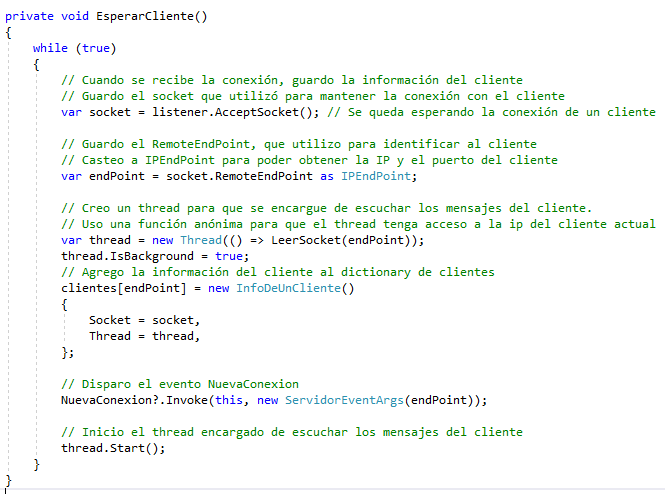 private void EsperarCliente()
{
while (true)
{
// Cuando se recibe la conexión, guardo la información del cliente
// Guardo el socket que utilizó para mantener la conexión con el cliente
var socket = listener.AcceptSocket(); // Se queda esperando la conexión de un cliente
// Guardo el RemoteEndPoint, que utilizo para identificar al cliente
// Casteo a IPEndPoint para poder obtener la IP y el puerto del cliente
var endPoint = socket.RemoteEndPoint as IPEndPoint;
// Creo un thread para que se encargue de escuchar los mensajes del cliente.
// Uso una función anónima para que el thread tenga acceso a la ip del cliente actual
var thread = new Thread(() => LeerSocket(endPoint));
thread.IsBackground = true;
// Agrego la información del cliente al dictionary de clientes
clientes[endPoint] = new InfoDeUnCliente()
{
Socket = socket,
Thread = thread,
};
// Disparo el evento NuevaConexion
NuevaConexion?.Invoke(this, new ServidorEventArgs(endPoint));
// Inicio el thread encargado de escuchar los mensajes del cliente
thread.Start();
}
}